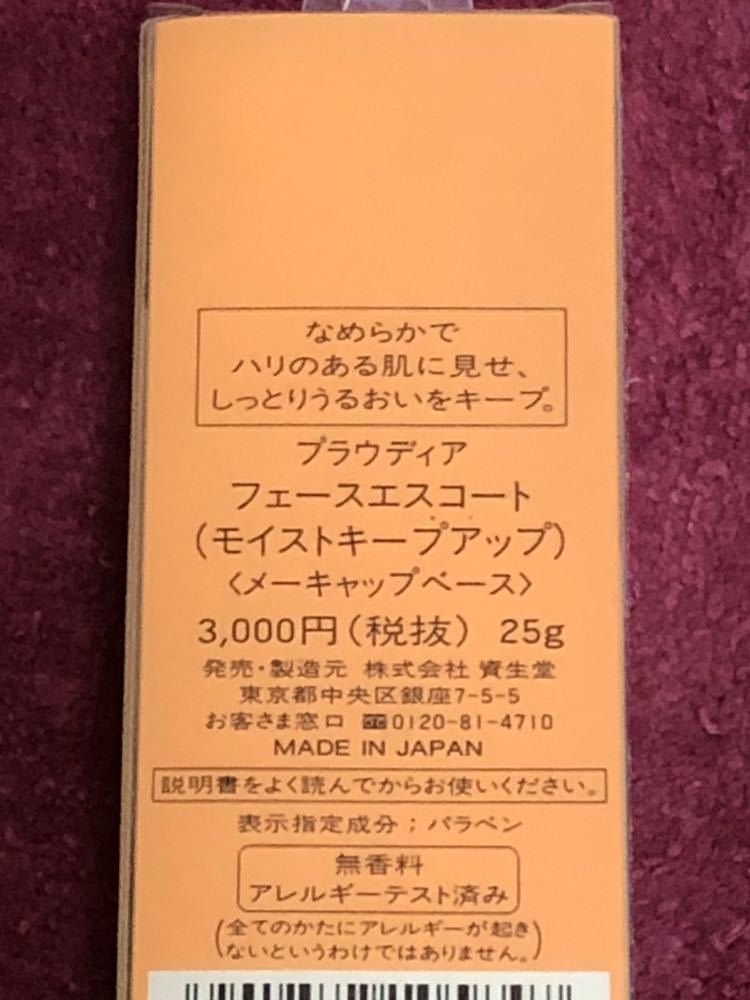 なめらかで
ハリのある肌に見せ、
しっとりうるおいをキープ。
プラウディア
フェースエスコート
(モイストキープアップ)
〈メーキャップベース〉
3,000円(税抜) 25g
発売・製造元 株式会社 資生堂
東京都中央区銀座7-5-5
お客さま窓口 ☎0120-81-4710
MADE IN JAPAN
説明書をよく読んでからお使いください。
表示指定成分；パラベン
無香料
アレルギーテスト済み
(全てのかたにアレルギーが起き
ないというわけではありません。)